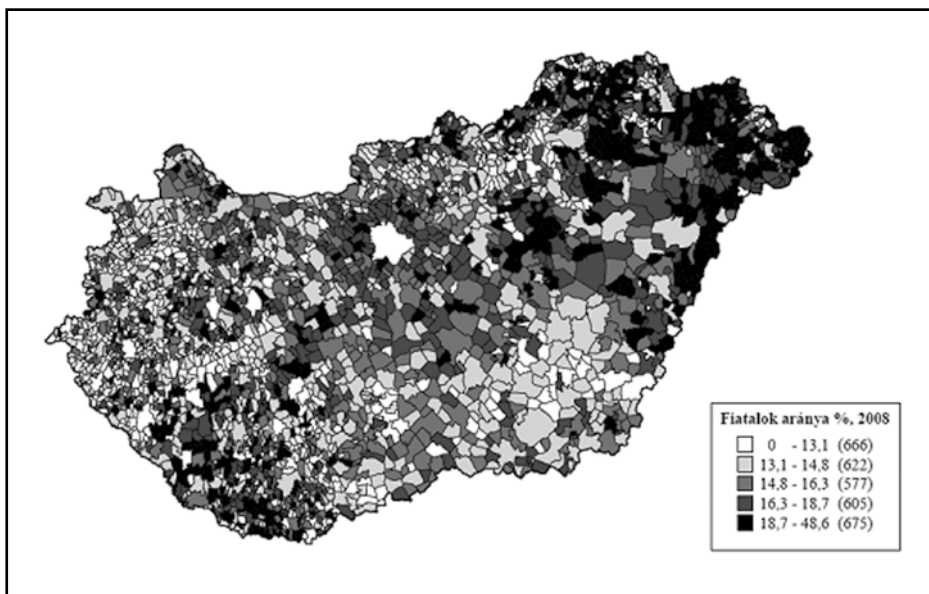 Fiatalok aránya %, 2008
0 - 13,1 (666)
13,1 - 14,8 (622)
14,8 - 16,3 (577)
16,3 - 18,7 (605)
18,7 - 48,6 (675)